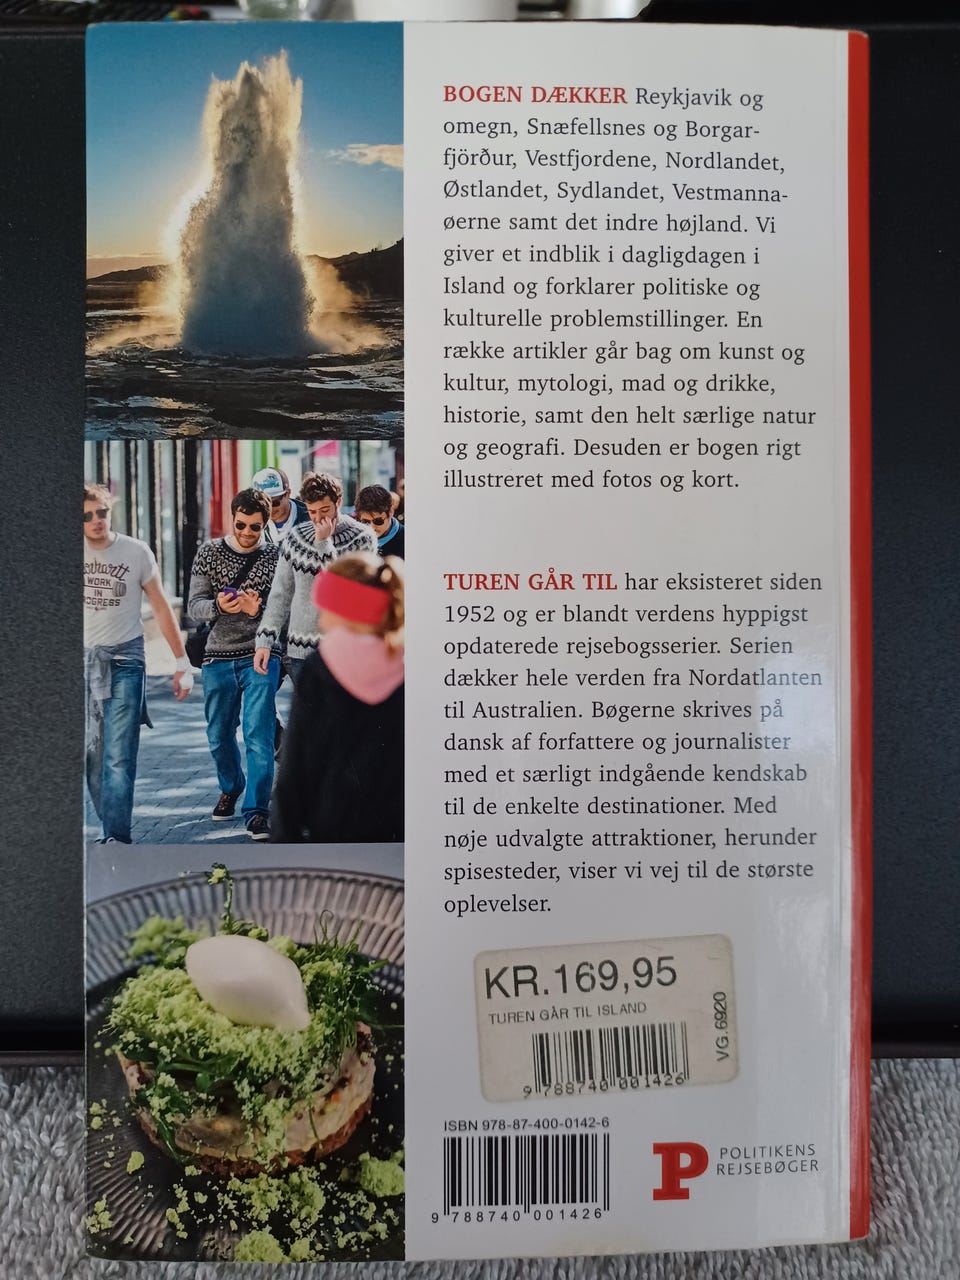 BOGEN DÆKKER Reykjavik og
omegn, Snæfellsnes og Borgar-
fjörður, Vestfjordene, Nordlandet,
Østlandet, Sydlandet, Vestmanna-
øerne samt det indre højland. Vi
giver et indblik i dagligdagen i
Island og forklarer politiske og
kulturelle problemstillinger. En
række artikler går bag om kunst og
kultur, mytologi, mad og drikke,
historie, samt den helt særlige natur
og geografi. Desuden er bogen rigt
illustreret med fotos og kort.
TUREN GÅR TIL har eksisteret siden
1952 og er blandt verdens hyppigst
opdaterede rejsebogsserier. Serien
dækker hele verden fra Nordatlanten
til Australien. Bøgerne skrives på
dansk af forfattere og journalister
med et særligt indgående kendskab
til de enkelte destinationer. Med
nøje udvalgte attraktioner, herunder
spisesteder, viser vi vej til de største
oplevelser.
WORK
IN
KR.169,95
TUREN GÅR TIL ISLAND
VG.6920
9 788740 001426
ISBN 978-87-400-0142-6
9 788740 001426
P
POLITIKENS
REJSEBØGER